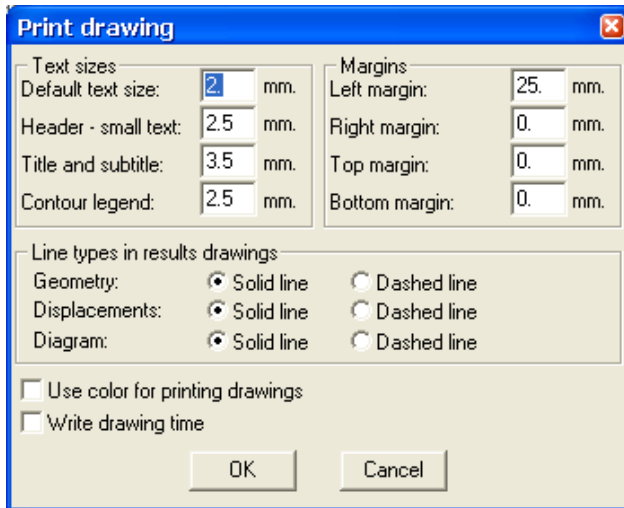 Print drawing
Text sizes
Default text size: 2. mm.
Header - small text: 2.5 mm.
Title and subtitle: 3.5 mm.
Contour legend: 2.5 mm.
Margins
Left margin: 25. mm.
Right margin: 0. mm.
Top margin: 0. mm.
Bottom margin: 0. mm.
Line types in results drawings
Geometry: Solid line Dashed line
Displacements: Solid line Dashed line
Diagram: Solid line Dashed line
Use color for printing drawings
Write drawing time
OK Cancel